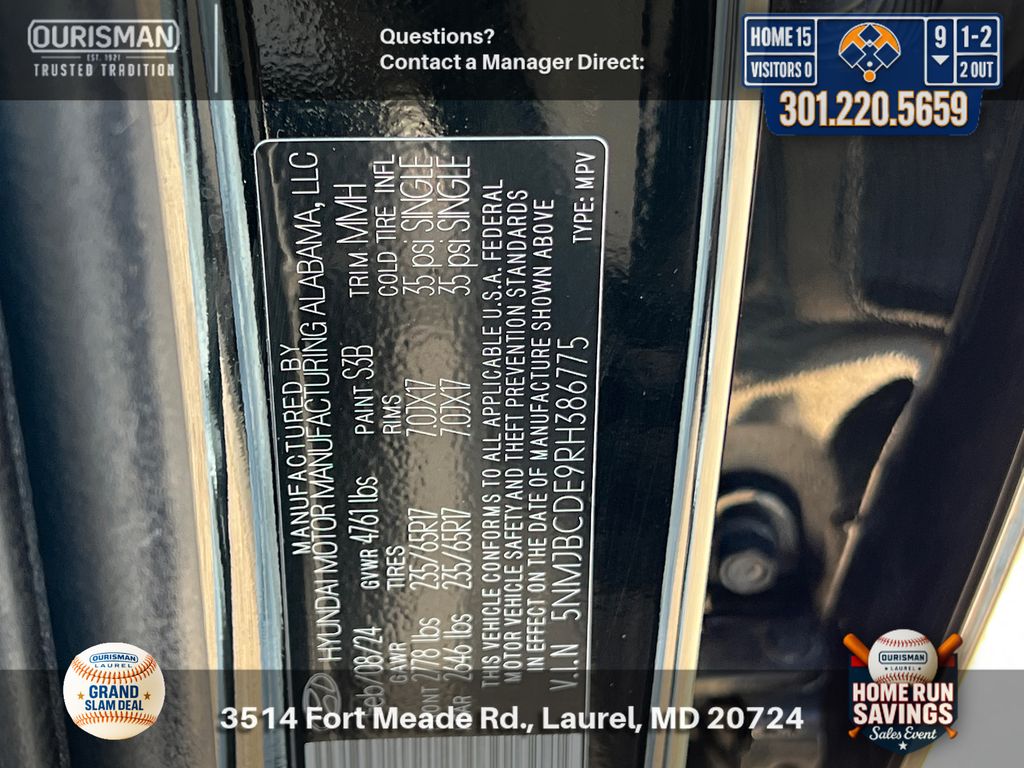 OURISMAN
EST. 1921
TRUSTED TRADITION
Questions?
Contact a Manager Direct:
HOME 15
VISITORS 0
9
1-2
2 OUT
301.220.5659
MANUFACTURED BY
HYUNDAI MOTOR MANUFACTURING ALABAMA, LLC
Feb/08/24 GVWR 4761 lbs PAINT S3B TRIM MMH
GAWR TIRES RIMS COLD TIRE INFL
2778 lbs 235/65R17 7.0JX17 35 psi SINGLE
2646 lbs 235/65R17 7.0JX17 35 psi SINGLE
THIS VEHICLE CONFORMS TO ALL APPLICABLE U.S.A. FEDERAL
MOTOR VEHICLE SAFETY AND THEFT PREVENTION STANDARDS
IN EFFECT ON THE DATE OF MANUFACTURE SHOWN ABOVE
V.I.N 5NMJBCDE9RH386775 TYPE: MPV
OURISMAN
LAUREL
GRAND
SLAM DEAL
3514 Fort Meade Rd., Laurel, MD 20724
OURISMAN
LAUREL
HOME RUN
SAVINGS
Sales Event